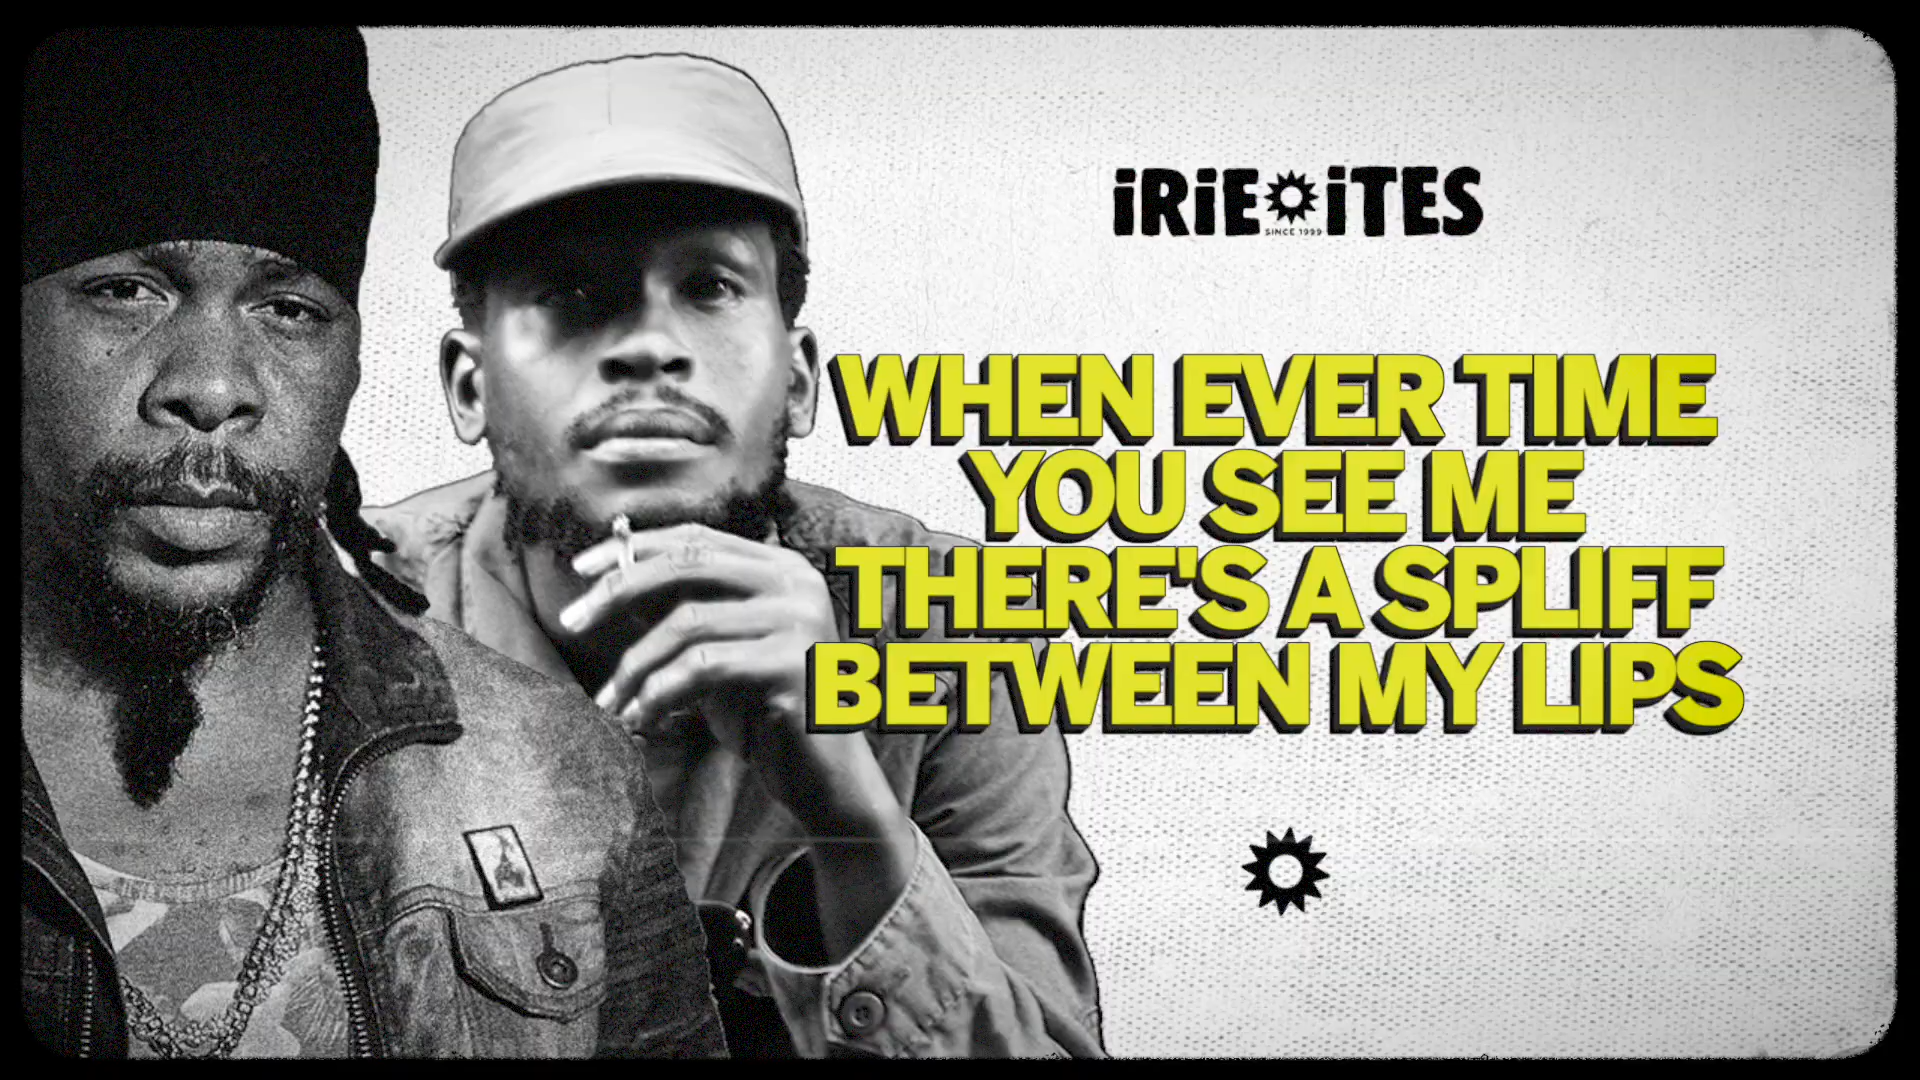 iRiE iTES
SINCE 1999
WHEN EVER TIME
YOU SEE ME
THERE'S A SPLIFF
BETWEEN MY LIPS